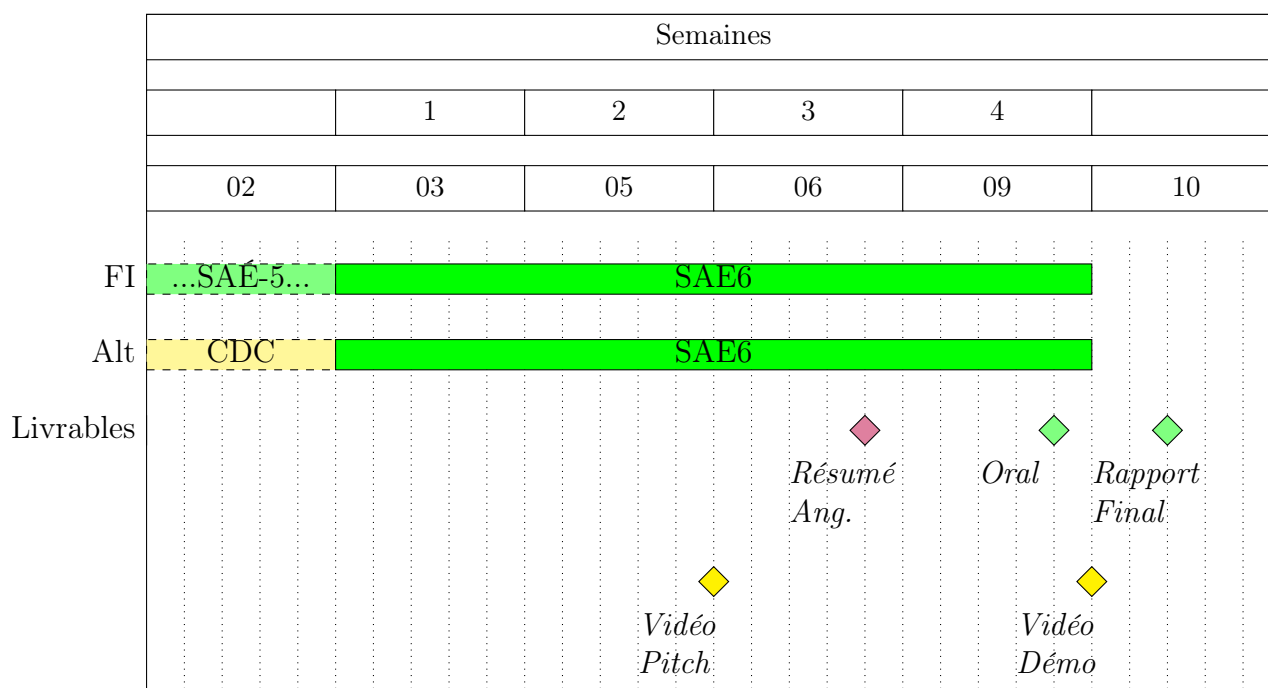 Semaines
1 2 3 4
02 03 05 06 09 10
FI ...SAÉ-5... SAE6
Alt CDC SAE6
Livrables
Résumé Oral Rapport
Ang. Final
Vidéo Vidéo
Pitch Démo